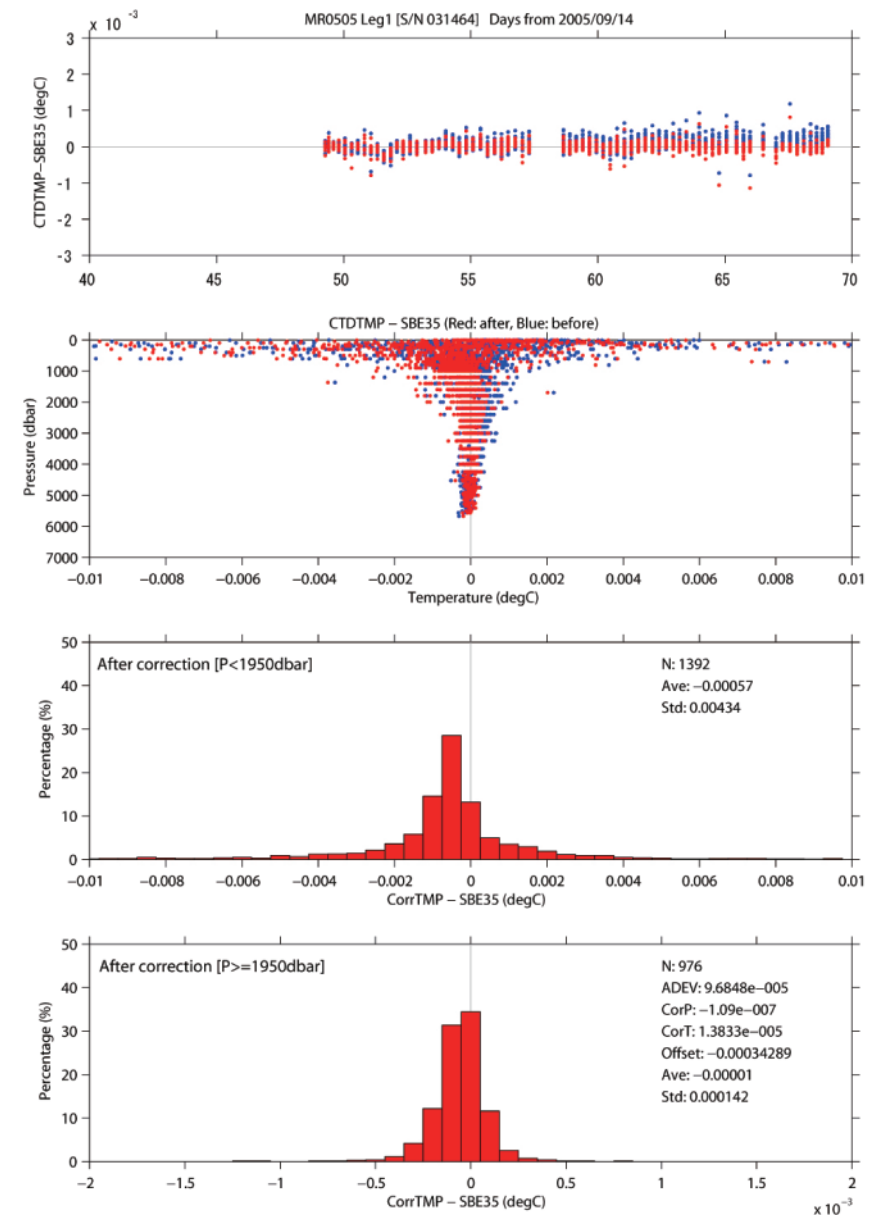 MR0505 Leg1 [S/N 031464] Days from 2005/09/14
x 10 −3
3
2
1
0
-1
-2
-3
CTDTMP−SBE35 (degC)
40 45 50 55 60 65 70
CTDTMP − SBE35 (Red: after, Blue: before)
0
1000
2000
3000
4000
5000
6000
7000
Pressure (dbar)
−0.01 −0.008 −0.006 −0.004 −0.002 0 0.002 0.004 0.006 0.008 0.01
Temperature (degC)
After correction [P<1950dbar]
N: 1392
Ave: −0.00057
Std: 0.00434
50
40
30
20
10
0
Percentage (%)
−0.01 −0.008 −0.006 −0.004 −0.002 0 0.002 0.004 0.006 0.008 0.01
CorrTMP − SBE35 (degC)
After correction [P>=1950dbar]
N: 976
ADEV: 9.6848e−005
CorP: −1.09e−007
CorT: 1.3833e−005
Offset: −0.00034289
Ave: −0.00001
Std: 0.000142
50
40
30
20
10
0
Percentage (%)
−2 −1.5 −1 −0.5 0 0.5 1 1.5 2
CorrTMP − SBE35 (degC)
x 10−3